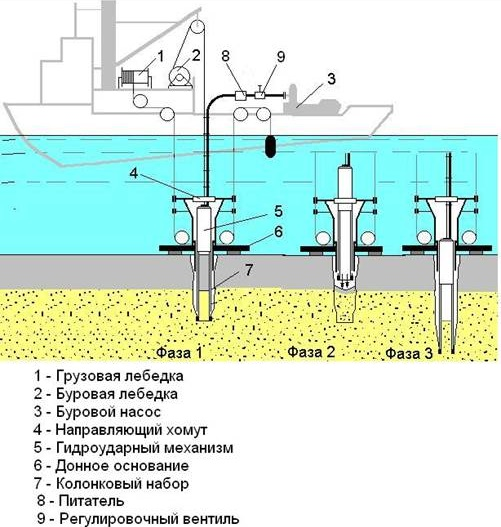 1
2
8
9
3
4
5
6
7
Фаза 1
Фаза 2
Фаза 3
1 - Грузовая лебедка
2 - Буровая лебедка
3 - Буровой насос
4 - Направляющий хомут
5 - Гидроударный механизм
6 - Донное основание
7 - Колонковый набор
8 - Питатель
9 - Регулировочный вентиль